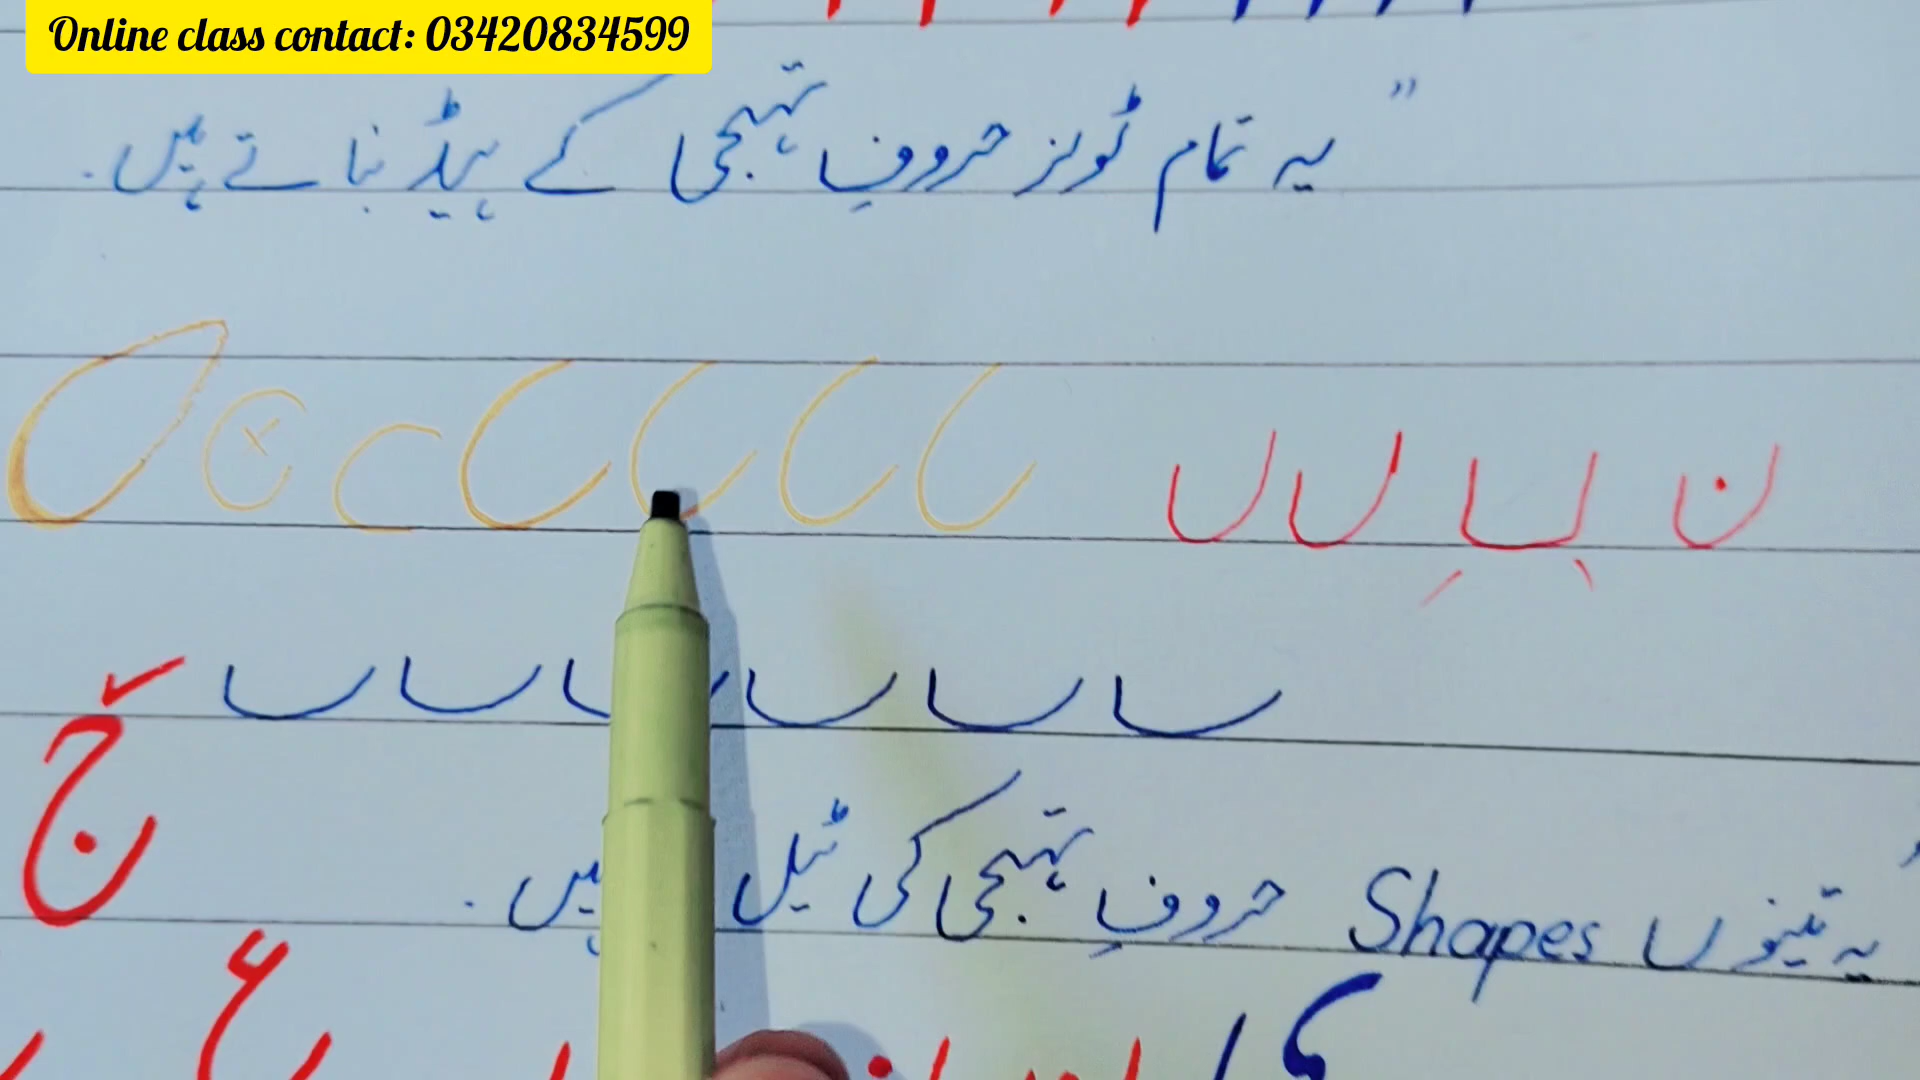 Online class contact: 03420834599
"یہ تمام ٹولز حروفِ تہجی کے ہیڈ بناتے ہیں۔
ں ں ب ن
ح
یہ تینوں Shapes حروفِ تہجی کی ٹیل ہیں۔
ع